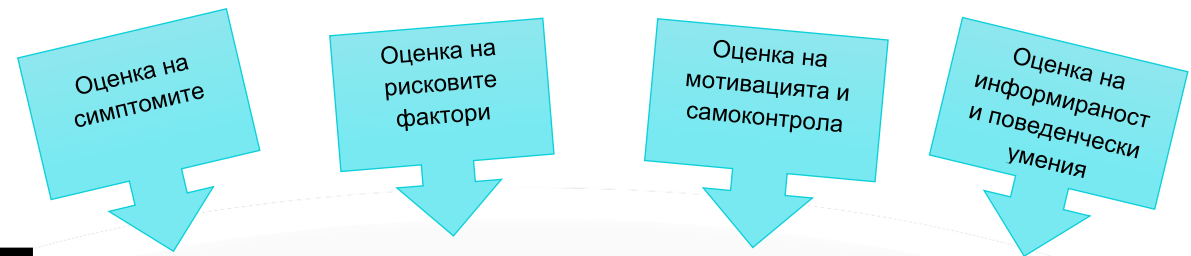 Оценка на
симптомите
Оценка на
рисковите
фактори
Оценка на
мотивацията и
самоконтрола
Оценка на
информираност
и поведенчески
умения